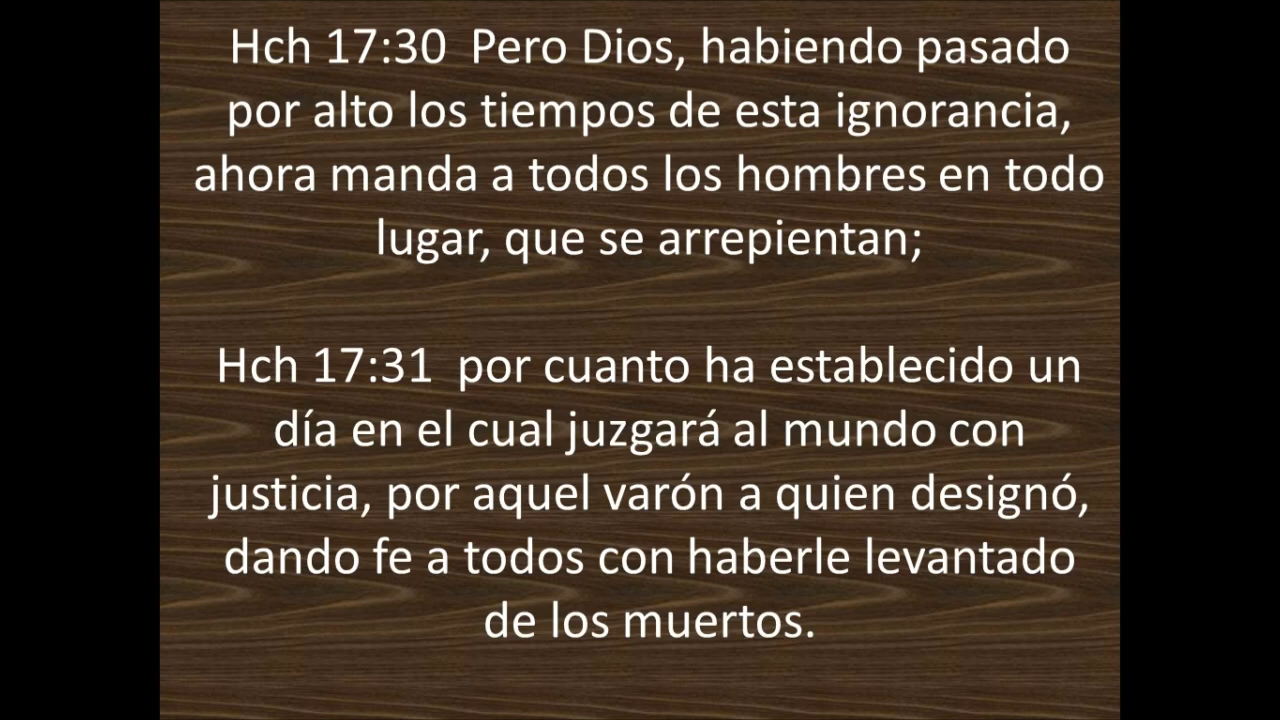 Hch 17:30  Pero Dios, habiendo pasado
por alto los tiempos de esta ignorancia,
ahora manda a todos los hombres en todo
lugar, que se arrepientan;
Hch 17:31  por cuanto ha establecido un
día en el cual juzgará al mundo con
justicia, por aquel varón a quien designó,
dando fe a todos con haberle levantado
de los muertos.